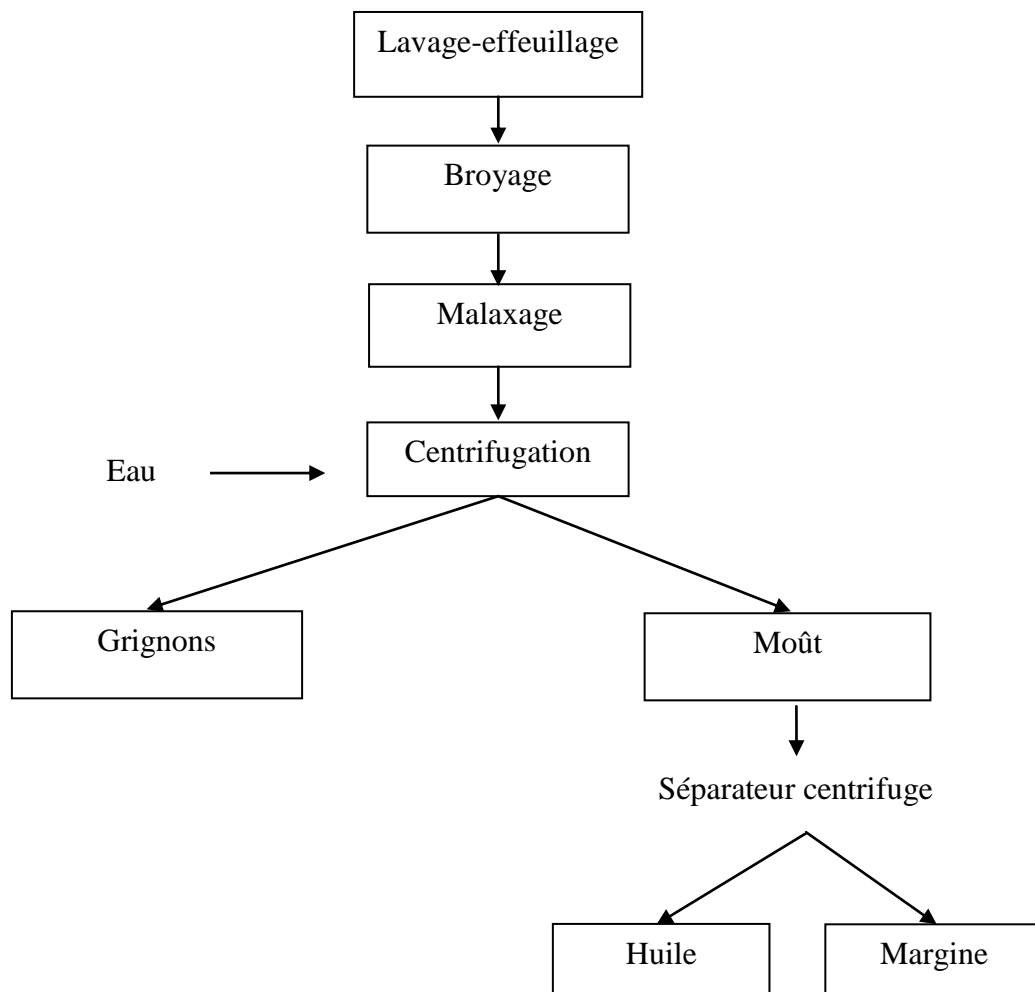 Lavage-effeuillage
Broyage
Malaxage
Centrifugation
Eau
Grignons
Moût
Séparateur centrifuge
Huile
Margine